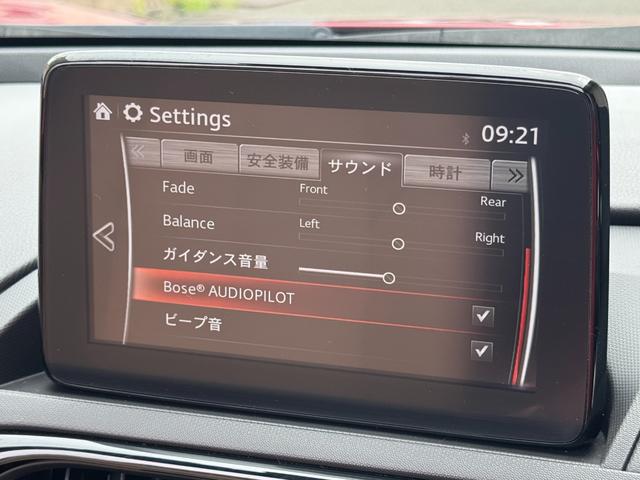 Settings
09:21
画面
安全装備
サウンド
時計
Fade
Front
Rear
Balance
Left
Right
ガイダンス音量
Bose® AUDIOPILOT
ビープ音